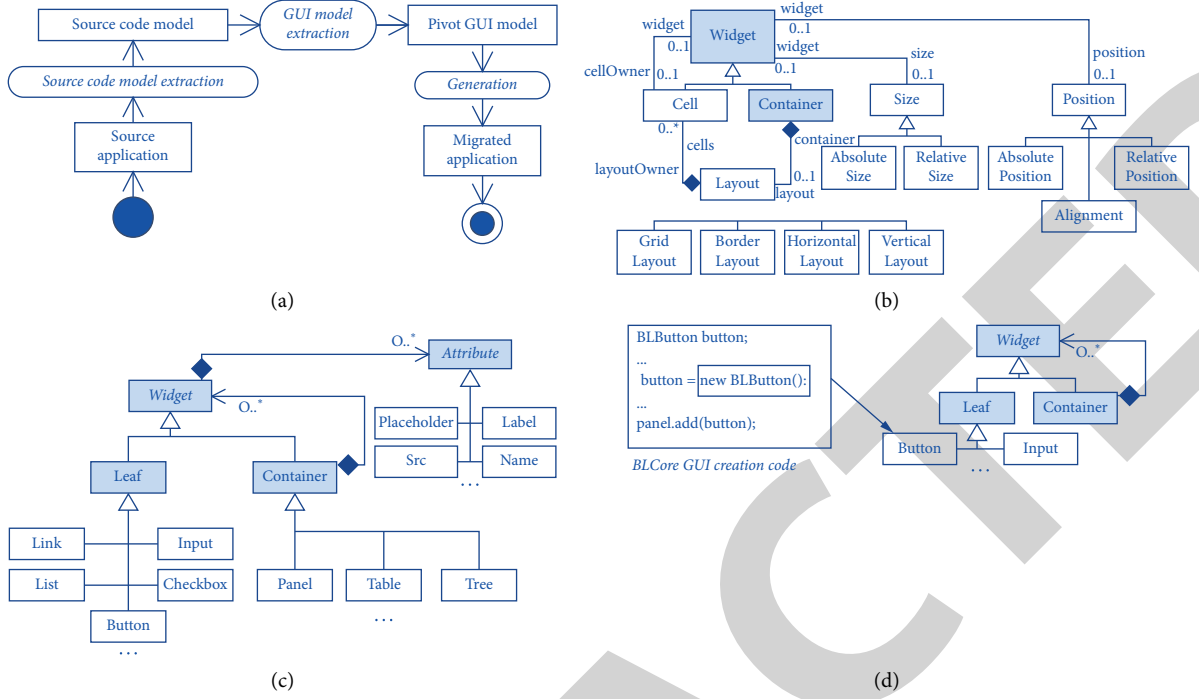 Source code model
GUI model
extraction
Pivot GUI model
Source code model extraction
Generation
Source
application
Migrated
application
(a)
widget
0..1
Widget
widget
0..1
widget
0..1
cellOwner
0..1
size
0..1
position
0..1
Cell
Container
Size
Position
0..*
cells
container
layoutOwner
Layout
0..1
layout
Absolute
Size
Relative
Size
Absolute
Position
Relative
Position
Alignment
Grid
Layout
Border
Layout
Horizontal
Layout
Vertical
Layout
(b)
O..*
Attribute
Widget
O..*
Placeholder
Label
Src
Name
...
Leaf
Container
Link
Input
List
Checkbox
Button
...
Panel
Table
Tree
...
(c)
BLButton button;
...
button = new BLButton():
...
panel.add(button);
BLCore GUI creation code
Widget
O..*
Leaf
Container
Button
Input
...
(d)